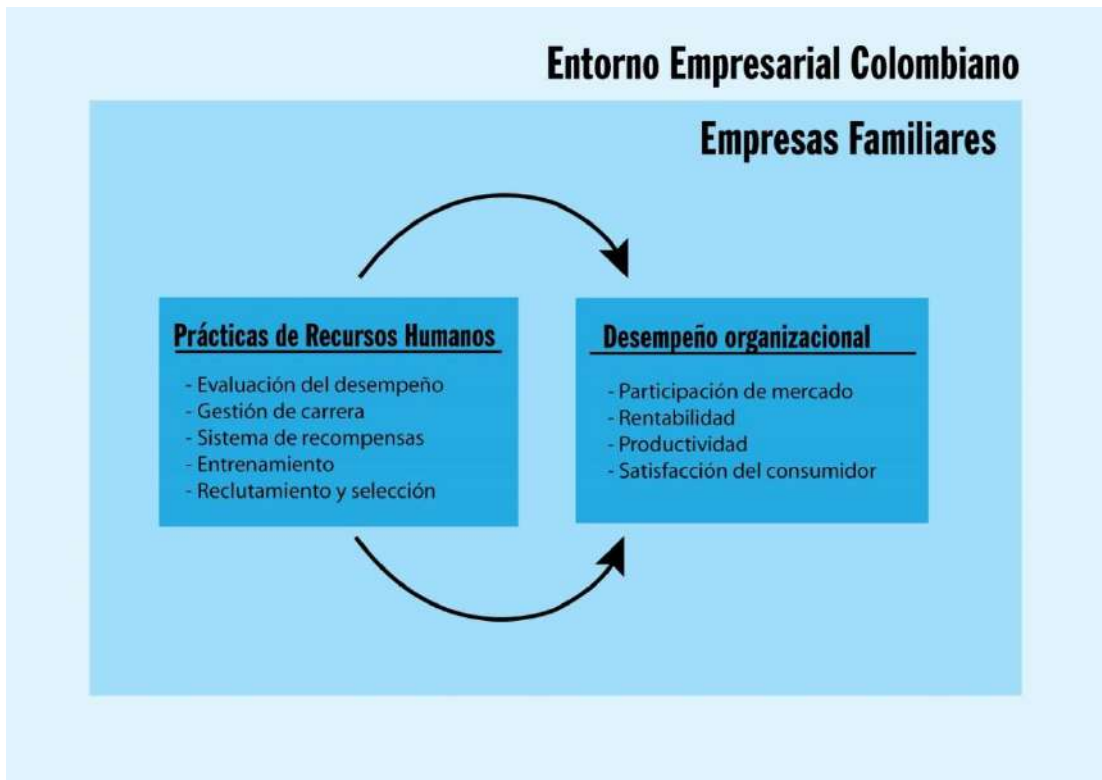 Entorno Empresarial Colombiano
Empresas Familiares
Prácticas de Recursos Humanos
- Evaluación del desempeño
- Gestión de carrera
- Sistema de recompensas
- Entrenamiento
- Reclutamiento y selección
Desempeño organizacional
- Participación de mercado
- Rentabilidad
- Productividad
- Satisfacción del consumidor